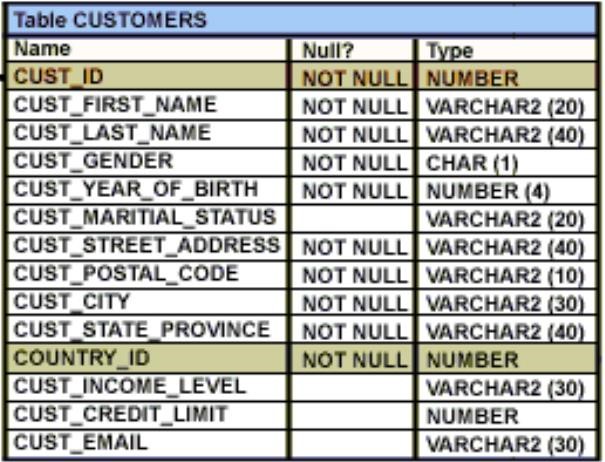 Table CUSTOMERS
Name Null? Type
CUST_ID NOT NULL NUMBER
CUST_FIRST_NAME NOT NULL VARCHAR2 (20)
CUST_LAST_NAME NOT NULL VARCHAR2 (40)
CUST_GENDER NOT NULL CHAR (1)
CUST_YEAR_OF_BIRTH NOT NULL NUMBER (4)
CUST_MARITIAL_STATUS VARCHAR2 (20)
CUST_STREET_ADDRESS NOT NULL VARCHAR2 (40)
CUST_POSTAL_CODE NOT NULL VARCHAR2 (10)
CUST_CITY NOT NULL VARCHAR2 (30)
CUST_STATE_PROVINCE NOT NULL VARCHAR2 (40)
COUNTRY_ID NOT NULL NUMBER
CUST_INCOME_LEVEL VARCHAR2 (30)
CUST_CREDIT_LIMIT NUMBER
CUST_EMAIL VARCHAR2 (30)